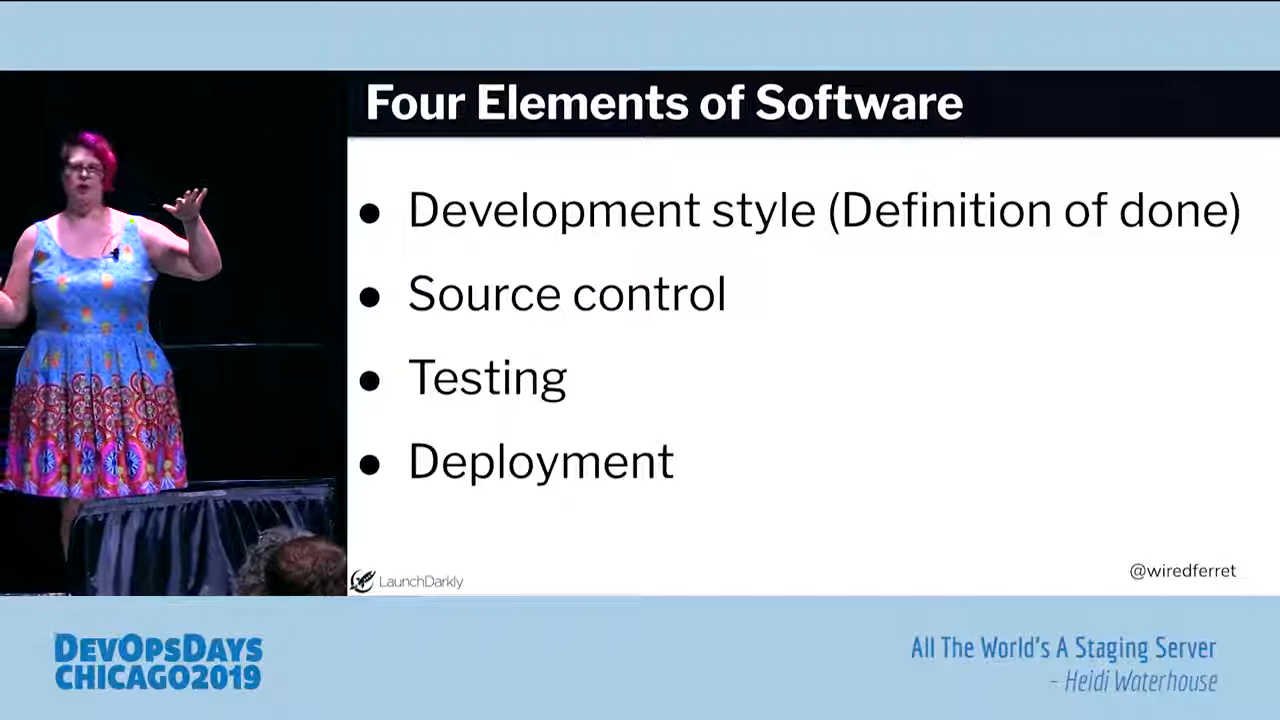 Four Elements of Software
● Development style (Definition of done)
● Source control
● Testing
● Deployment
LaunchDarkly
@wiredferret
DEVOPSDAYS
CHICAGO2019
All The World's A Staging Server
- Heidi Waterhouse